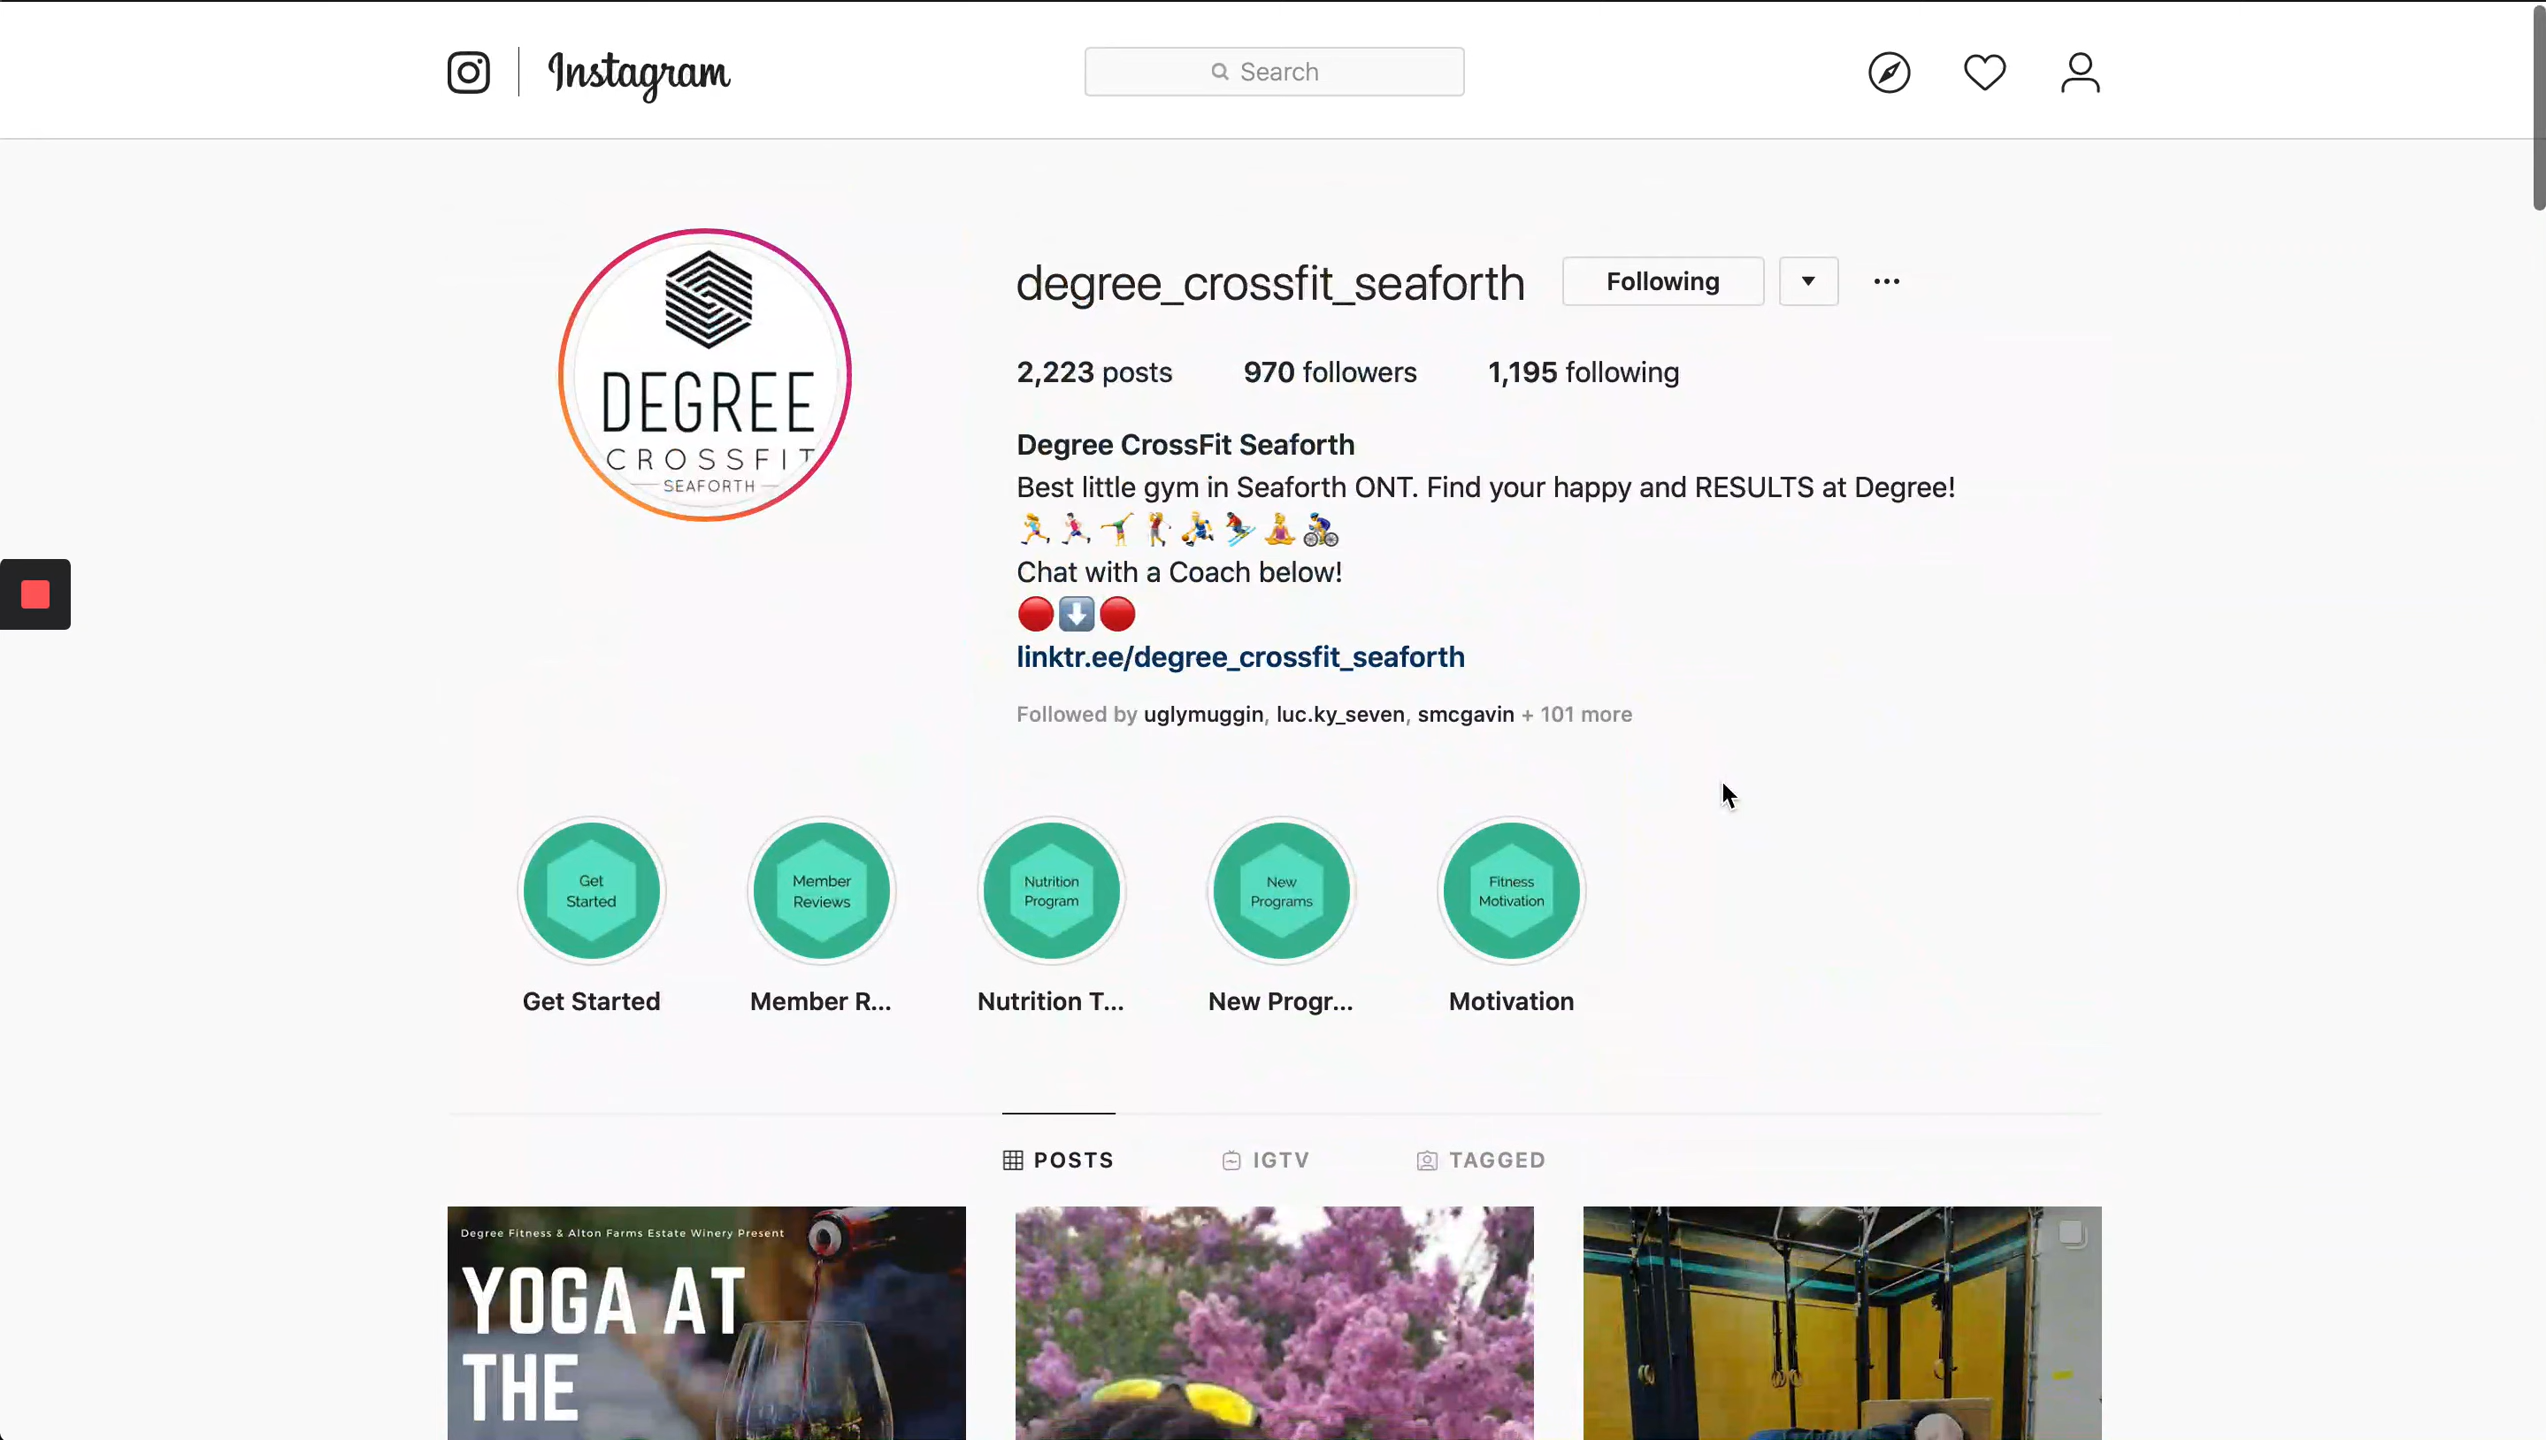 Instagram
Search
DEGREE
CROSSFIT
SEAFORTH
degree_crossfit_seaforth
Following
2,223 posts 970 followers 1,195 following
Degree CrossFit Seaforth
Best little gym in Seaforth ONT. Find your happy and RESULTS at Degree!
Chat with a Coach below!
linktr.ee/degree_crossfit_seaforth
Followed by uglymuggin, luc.ky_seven, smcgavin + 101 more
Get
Started
Member
Reviews
Nutrition
Program
New
Programs
Fitness
Motivation
Get Started
Member R...
Nutrition T...
New Progr...
Motivation
POSTS
IGTV
TAGGED
Degree Fitness & Alton Farms Estate Winery Present
YOGA AT
THE